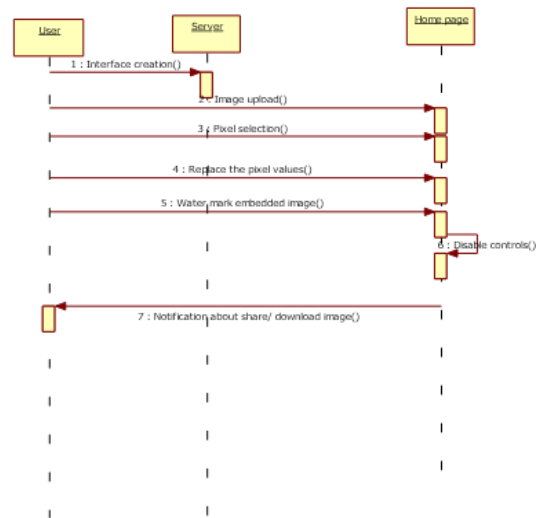 User
Server
Home page
1 : Interface creation()
2 : Image upload()
3 : Pixel selection()
4 : Replace the pixel values()
5 : Water mark embedded image()
6 : Disable controls()
7 : Notification about share/ download image()